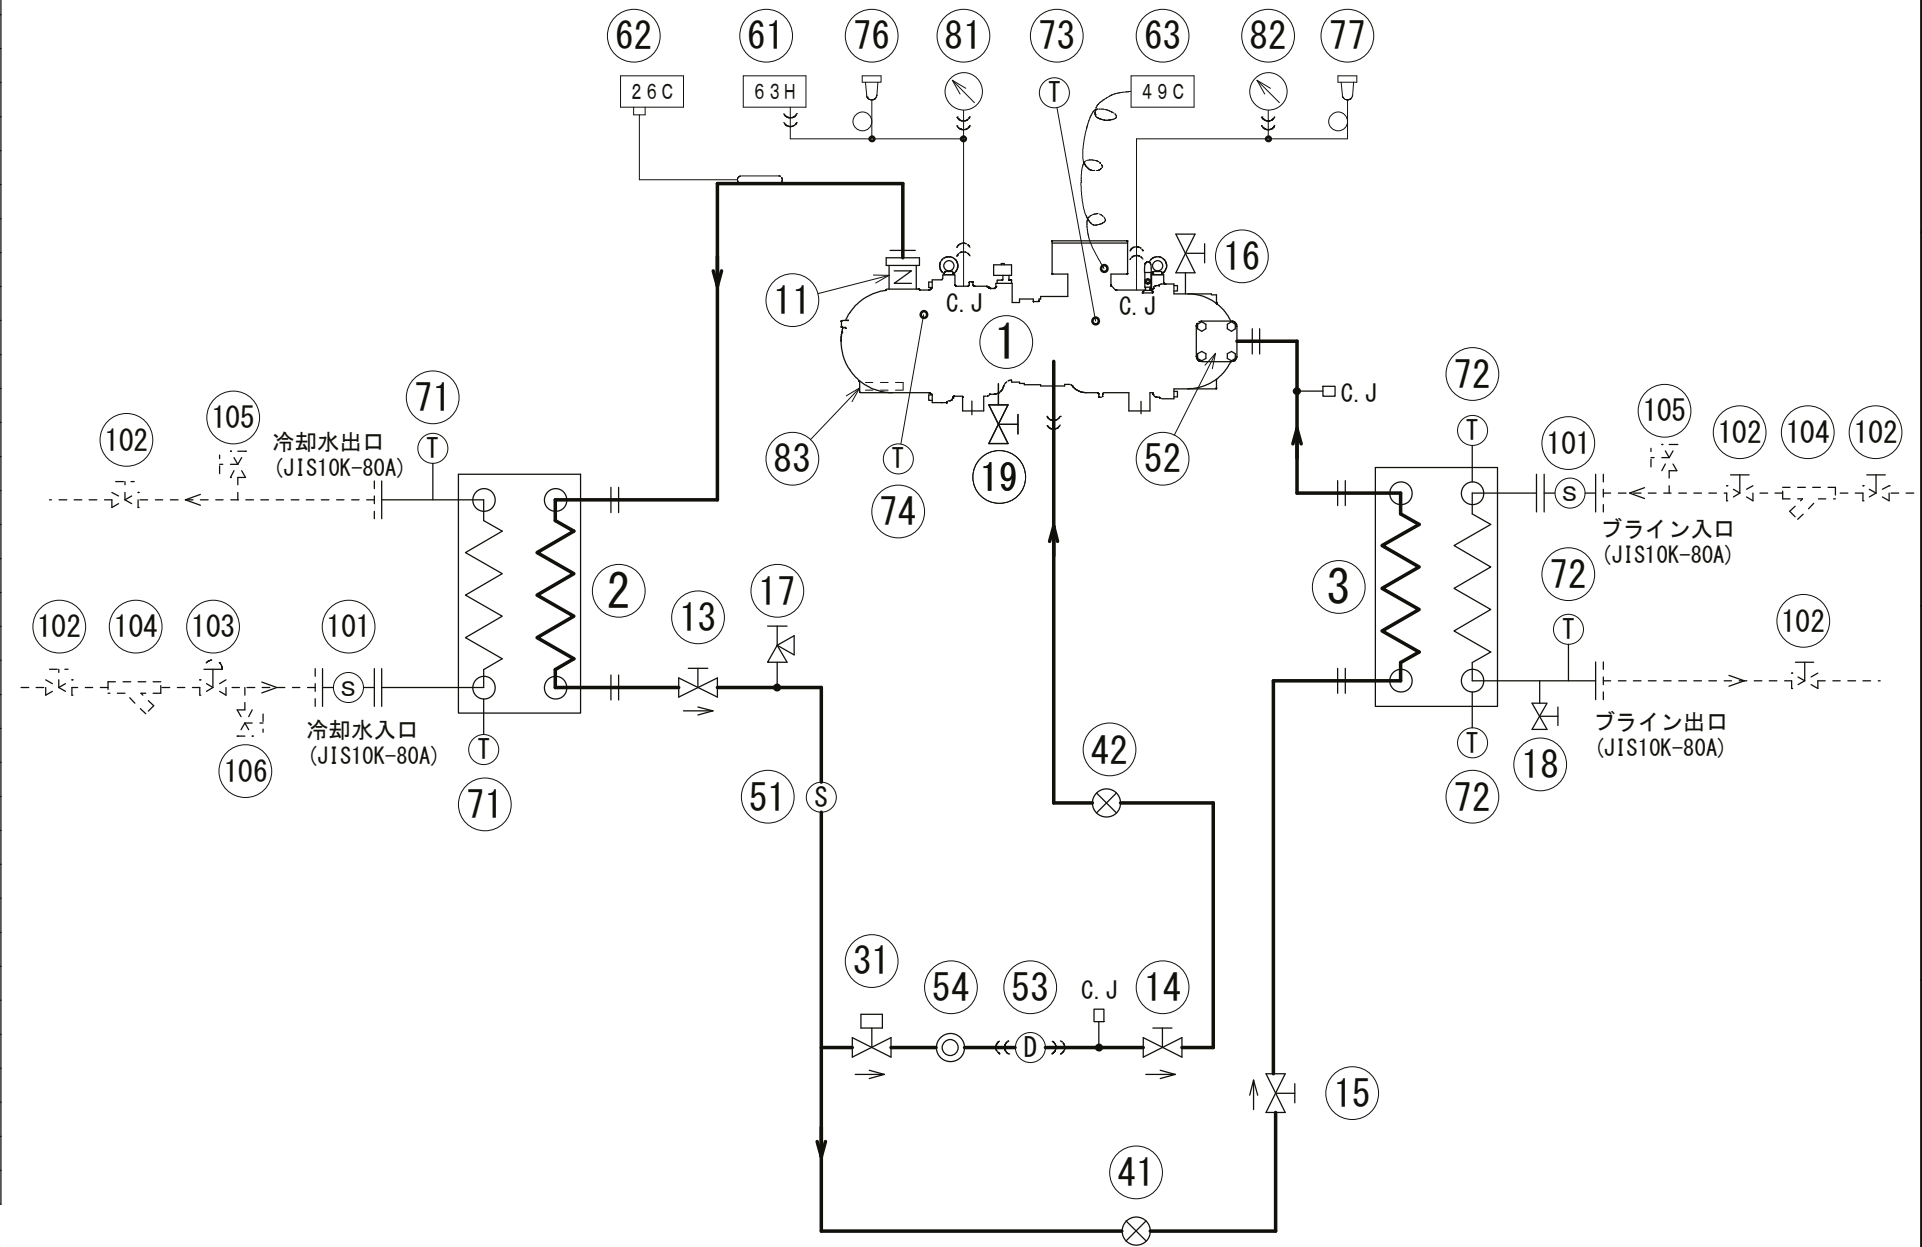 62 61 76 81 73 63 82 77
26C 63H T 49C
16
11 C.J C.J
1
72
71 C.J
105 105
102 冷却水出口 T 83 T 19 52 T 101 102 104 102
(JIS10K-80A)
74 S
ブライン入口
(JIS10K-80A)
2 17 3 72
102 104 103 101 13 T 102
S
冷却水入口 ブライン出口
(JIS10K-80A) T 42 T 18 (JIS10K-80A)
106
71 51 S 72
31 54 53 C.J 14
D
15
41